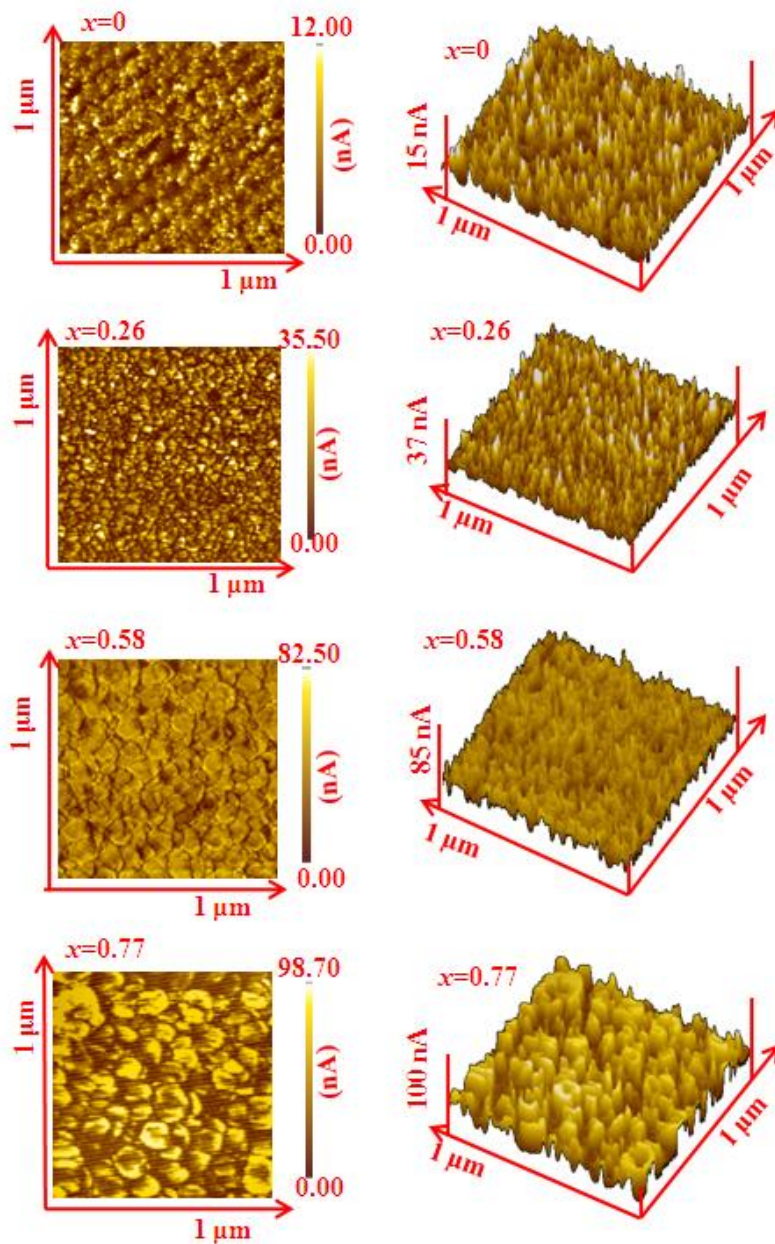 x=0
12.00
1 µm
(nA)
0.00
1 µm
x=0
15 nA
1 µm
1 µm
x=0.26
35.50
1 µm
(nA)
0.00
1 µm
x=0.26
37 nA
1 µm
1 µm
x=0.58
82.50
1 µm
(nA)
0.00
1 µm
x=0.58
85 nA
1 µm
1 µm
x=0.77
98.70
1 µm
(nA)
0.00
1 µm
x=0.77
100 nA
1 µm
1 µm